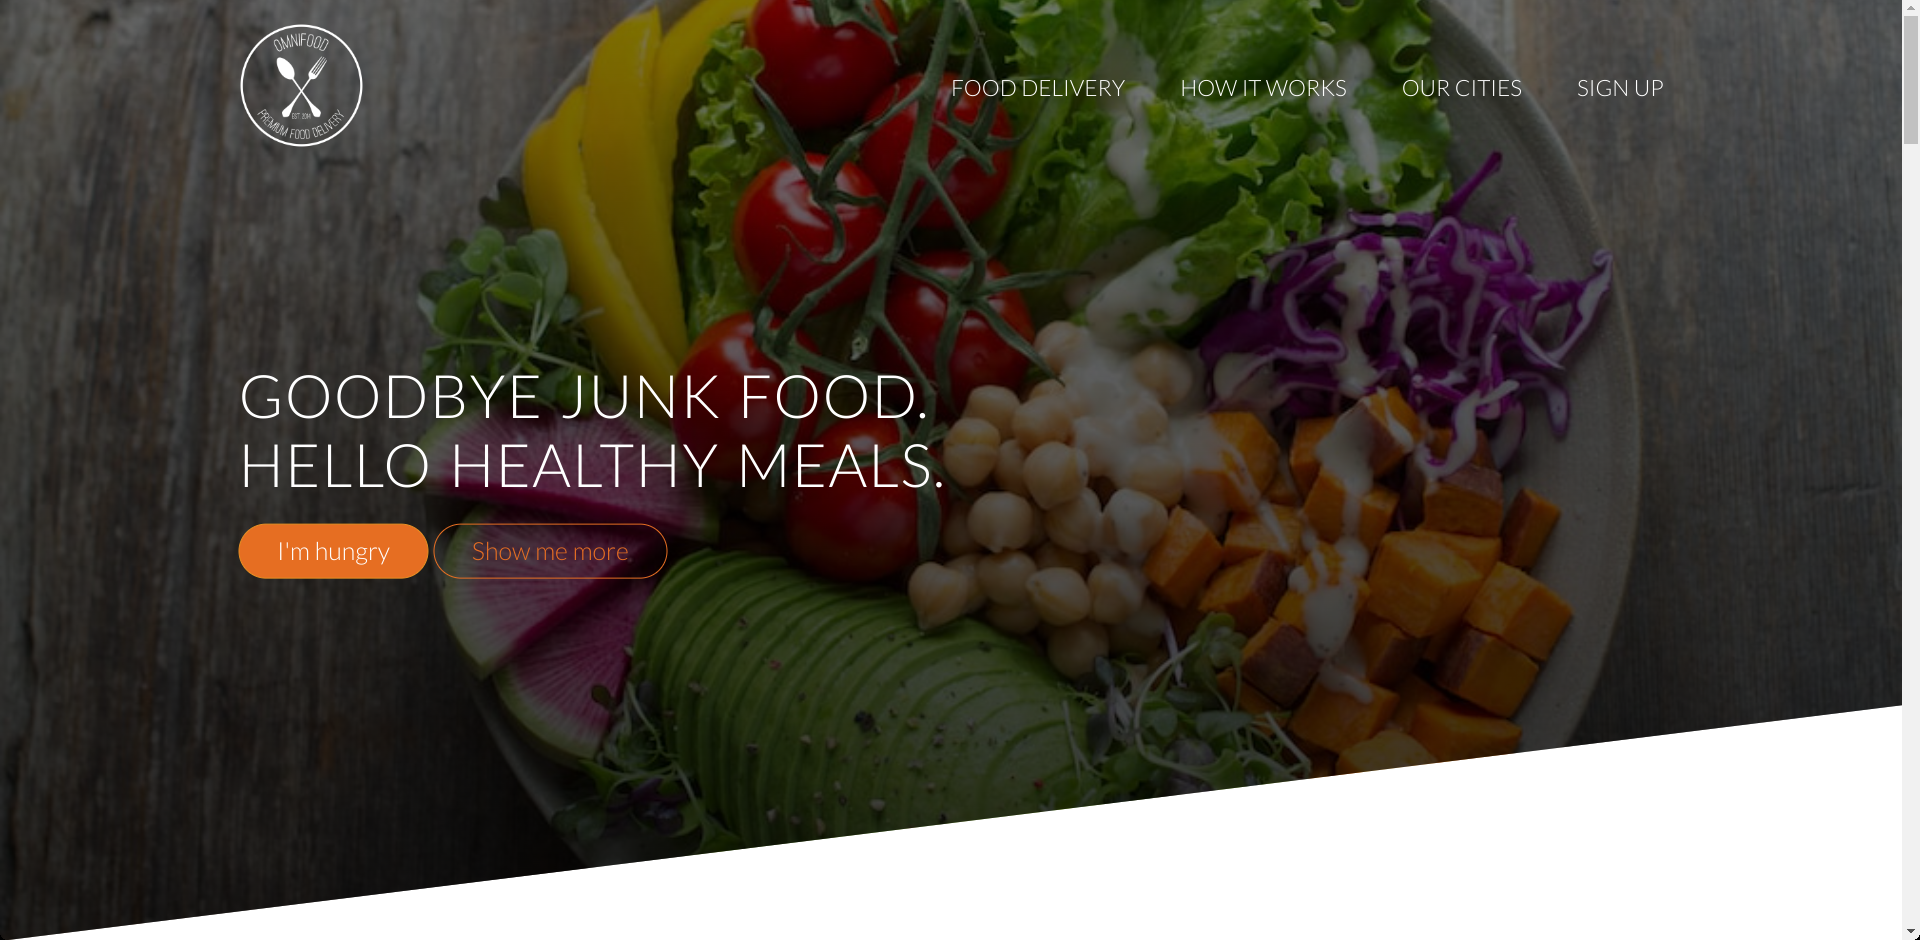 OMNIFOOD
EST. 2014
PREMIUM FOOD DELIVERY
FOOD DELIVERY
HOW IT WORKS
OUR CITIES
SIGN UP
GOODBYE JUNK FOOD.
HELLO HEALTHY MEALS.
I'm hungry
Show me more